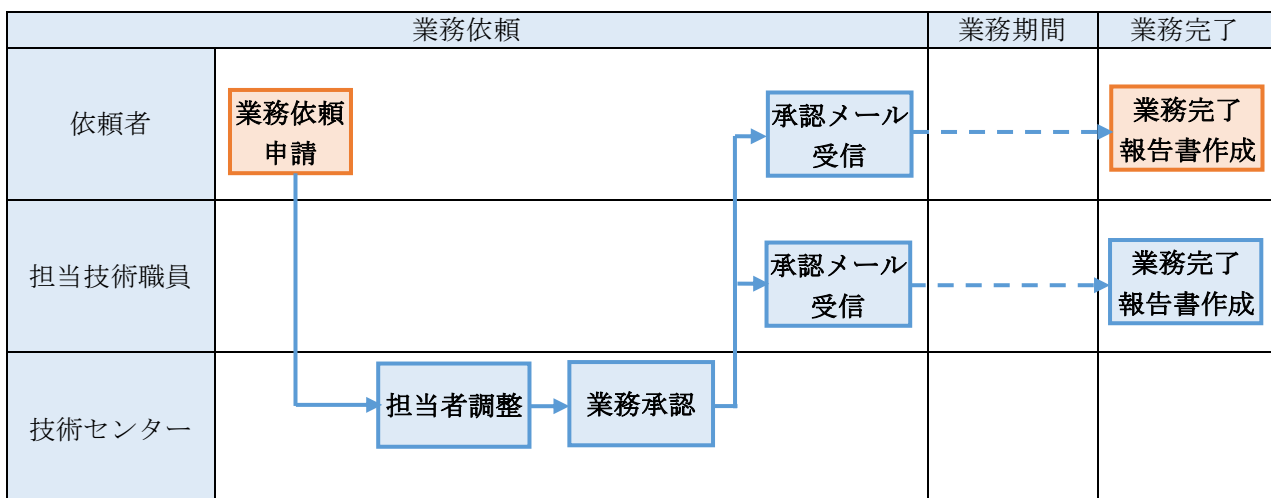 業務依頼
業務期間
業務完了
依頼者
業務依頼
申請
承認メール
受信
業務完了
報告書作成
担当技術職員
承認メール
受信
業務完了
報告書作成
技術センター
担当者調整
業務承認